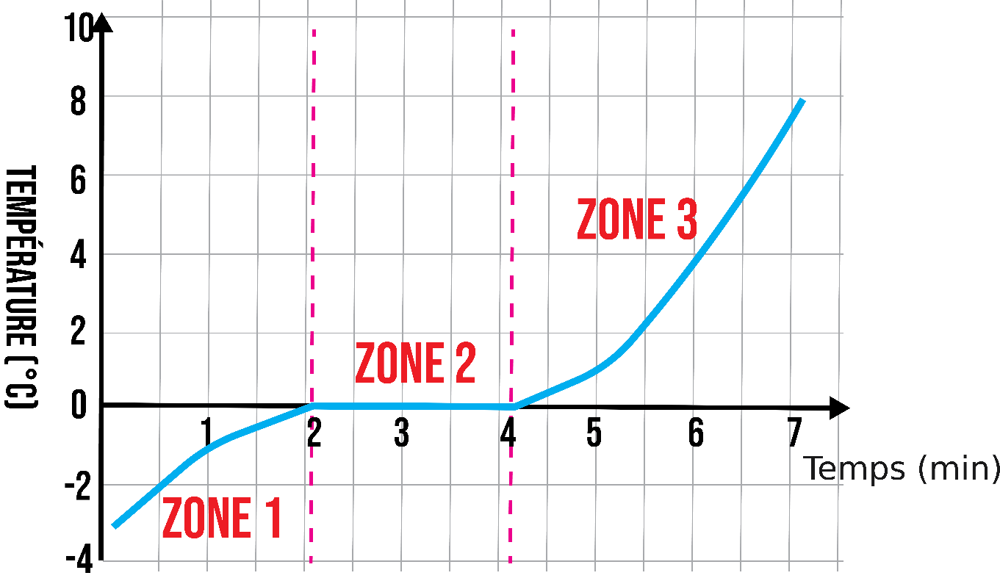 10
8
6
4
2
0
-2
-4
TEMPÉRATURE (°C)
ZONE 3
ZONE 2
ZONE 1
1 2 3 4 5 6 7
Temps (min)